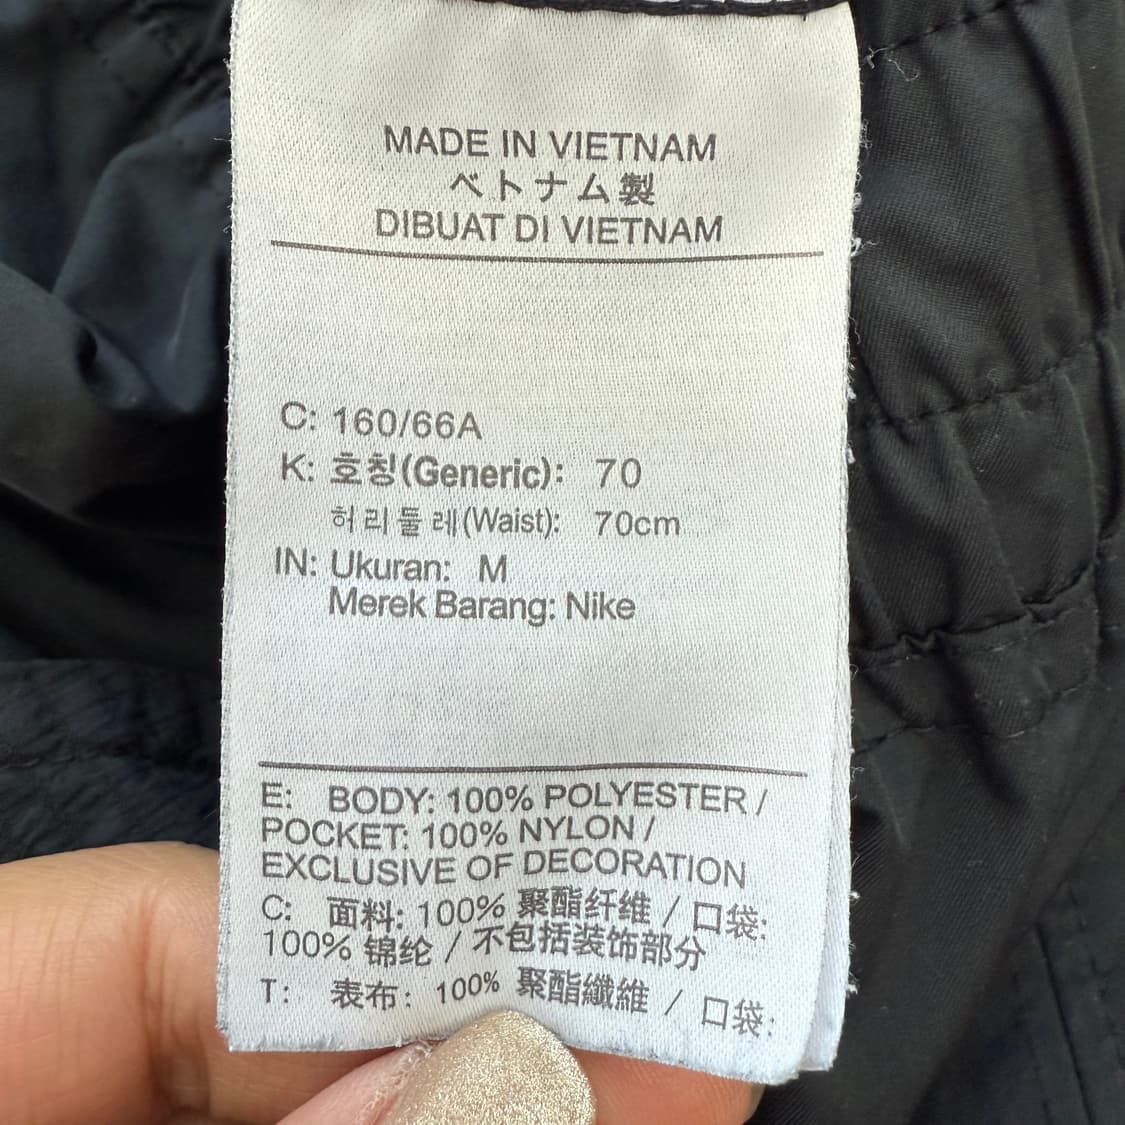 MADE IN VIETNAM
ベトナム製
DIBUAT DI VIETNAM
C: 160/66A
K: 호칭(Generic): 70
허리둘레(Waist): 70cm
IN: Ukuran: M
Merek Barang: Nike
E: BODY: 100% POLYESTER /
POCKET: 100% NYLON /
EXCLUSIVE OF DECORATION
C: 面料: 100% 聚酯纤维 / 口袋:
100% 锦纶 / 不包括装饰部分
T: 表布: 100% 聚酯纖維 / 口袋: